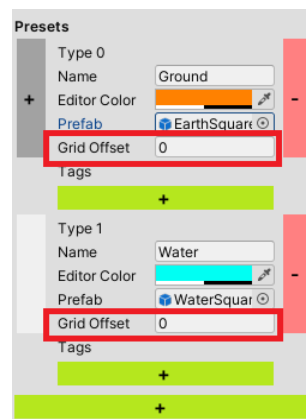 Presets
Type 0
Name Ground
+ Editor Color -
Prefab EarthSquare
Grid Offset 0
Tags
+
Type 1
Name Water
Editor Color -
Prefab WaterSquar
Grid Offset 0
Tags
+
+